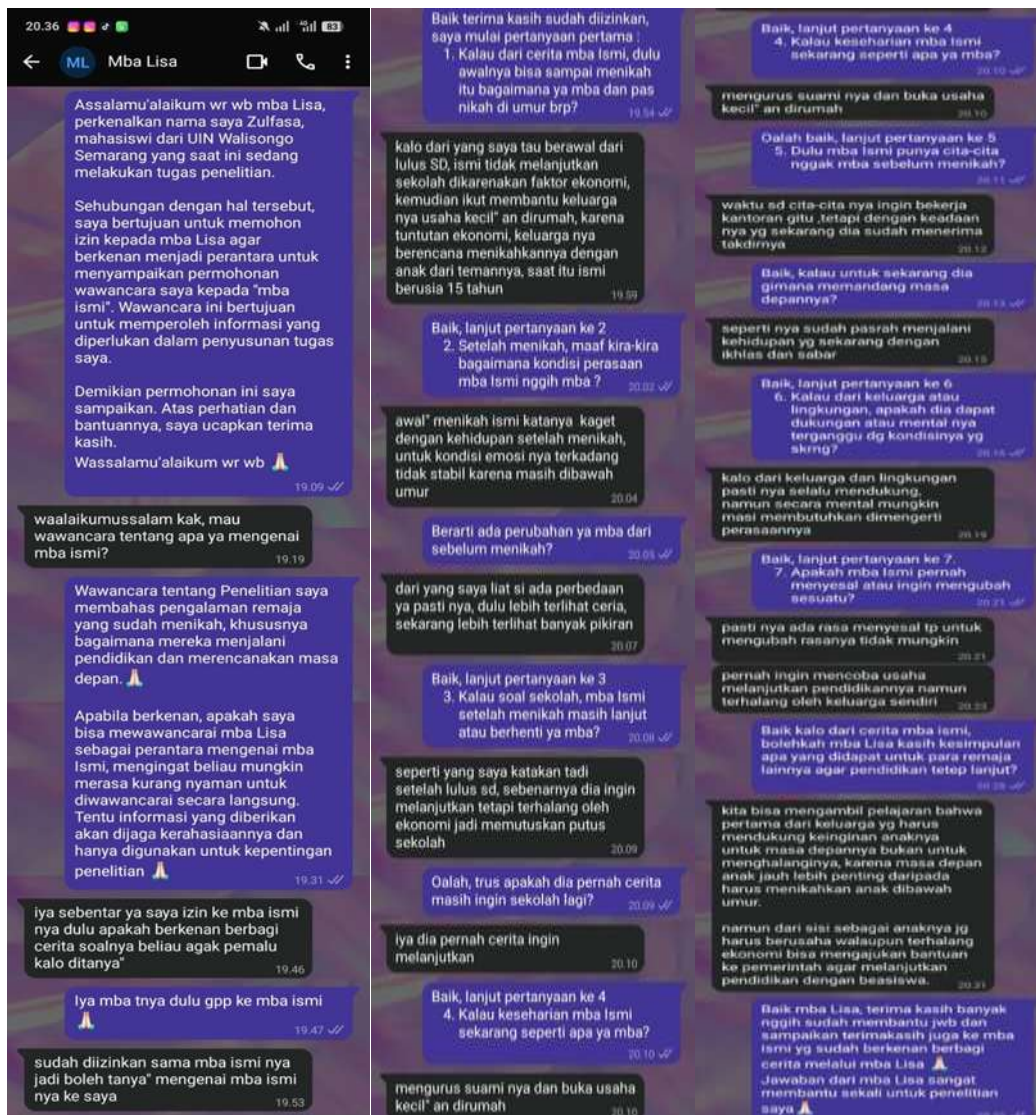 20.36
83
ML Mba Lisa
Assalamu'alaikum wr wb mba Lisa,
perkenalkan nama saya Zulfasa,
mahasiswi dari UIN Walisongo
Semarang yang saat ini sedang
melakukan tugas penelitian.
Sehubungan dengan hal tersebut,
saya bertujuan untuk memohon
izin kepada mba Lisa agar
berkenan menjadi perantara untuk
menyampaikan permohonan
wawancara saya kepada "mba
ismi". Wawancara ini bertujuan
untuk memperoleh informasi yang
diperlukan dalam penyusunan tugas
saya.
Demikian permohonan ini saya
sampaikan. Atas perhatian dan
bantuannya, saya ucapkan terima
kasih.
Wassalamu'alaikum wr wb 🙏🏻
19.09
waalaikumussalam kak, mau
wawancara tentang apa ya mengenai
mba ismi?
19.19
Wawancara tentang Penelitian saya
membahas pengalaman remaja
yang sudah menikah, khususnya
bagaimana mereka menjalani
pendidikan dan merencanakan masa
depan. 🙏🏻
Apabila berkenan, apakah saya
bisa mewawancarai mba Lisa
sebagai perantara mengenai mba
Ismi, mengingat beliau mungkin
merasa kurang nyaman untuk
diwawancarai secara langsung.
Tentu informasi yang diberikan
akan dijaga kerahasiaannya dan
hanya digunakan untuk kepentingan
penelitian 🙏🏻
19.31
iya sebentar ya saya izin ke mba ismi
nya dulu apakah berkenan berbagi
cerita soalnya beliau agak pemalu
kalo ditanya"
19.46
Iya mba tnya dulu gpp ke mba ismi
🙏🏻
19.47
sudah diizinkan sama mba ismi nya
jadi boleh tanya" mengenai mba ismi
nya ke saya
19.53
Baik terima kasih sudah diizinkan,
saya mulai pertanyaan pertama :
1. Kalau dari cerita mba Ismi, dulu
awalnya bisa sampai menikah
itu bagaimana ya mba dan pas
nikah di umur brp?
19.54
kalo dari yang saya tau berawal dari
lulus SD, ismi tidak melanjutkan
sekolah dikarenakan faktor ekonomi,
kemudian ikut membantu keluarga
nya usaha kecil" an dirumah, karena
tuntutan ekonomi, keluarga nya
berencana menikahkannya dengan
anak dari temannya, saat itu ismi
berusia 15 tahun
19.59
Baik, lanjut pertanyaan ke 2
2. Setelah menikah, maaf kira-kira
bagaimana kondisi perasaan
mba Ismi nggih mba ?
20.02
awal" menikah ismi katanya kaget
dengan kehidupan setelah menikah,
untuk kondisi emosi nya terkadang
tidak stabil karena masih dibawah
umur
20.04
Berarti ada perubahan ya mba dari
sebelum menikah?
20.05
dari yang saya liat si ada perbedaan
ya pasti nya, dulu lebih terlihat ceria,
sekarang lebih terlihat banyak pikiran
20.07
Baik, lanjut pertanyaan ke 3
3. Kalau soal sekolah, mba Ismi
setelah menikah masih lanjut
atau berhenti ya mba?
20.08
seperti yang saya katakan tadi
setelah lulus sd, sebenarnya dia ingin
melanjutkan tetapi terhalang oleh
ekonomi jadi memutuskan putus
sekolah
20.09
Oalah, trus apakah dia pernah cerita
masih ingin sekolah lagi?
20.09
iya dia pernah cerita ingin
melanjutkan
20.10
Baik, lanjut pertanyaan ke 4
4. Kalau keseharian mba Ismi
sekarang seperti apa ya mba?
20.10
mengurus suami nya dan buka usaha
kecil" an dirumah
20.10
Baik, lanjut pertanyaan ke 4
4. Kalau keseharian mba Ismi
sekarang seperti apa ya mba?
20.10
mengurus suami nya dan buka usaha
kecil" an dirumah
20.10
Oalah baik, lanjut pertanyaan ke 5
5. Dulu mba Ismi punya cita-cita
nggak mba sebelum menikah?
20.11
waktu sd cita-cita nya ingin bekerja
kantoran gitu ,tetapi dengan keadaan
nya yg sekarang dia sudah menerima
takdirnya
20.12
Baik, kalau untuk sekarang dia
gimana memandang masa
depannya?
20.13
seperti nya sudah pasrah menjalani
kehidupan yg sekarang dengan
ikhlas dan sabar
20.15
Baik, lanjut pertanyaan ke 6
6. Kalau dari keluarga atau
lingkungan, apakah dia dapat
dukungan atau mental nya
terganggu dg kondisinya yg
skrng?
kalo dari keluarga dan lingkungan
pasti nya selalu mendukung,
namun secara mental mungkin
masi membutuhkan dimengerti
perasaannya
20.19
Baik, lanjut pertanyaan ke 7.
7. Apakah mba Ismi pernah
menyesal atau ingin mengubah
sesuatu?
20.21
pasti nya ada rasa menyesal tp untuk
mengubah rasanya tidak mungkin
20.21
pernah ingin mencoba usaha
melanjutkan pendidikannya namun
terhalang oleh keluarga sendiri
20.23
Baik kalo dari cerita mba ismi,
bolehkah mba Lisa kasih kesimpulan
apa yang didapat untuk para remaja
lainnya agar pendidikan tetep lanjut?
kita bisa mengambil pelajaran bahwa
pertama dari keluarga yg harus
mendukung keinginan anaknya
untuk masa depannya bukan untuk
menghalanginya, karena masa depan
anak jauh lebih penting daripada
harus menikahkan anak dibawah
umur.
namun dari sisi sebagai anaknya jg
harus berusaha walaupun terhalang
ekonomi bisa mengajukan bantuan
ke pemerintah agar melanjutkan
pendidikan dengan beasiswa.
20.31
Baik mba Lisa, terima kasih banyak
nggih sudah membantu jwb dan
sampaikan terimakasih juga ke mba
ismi yg sudah berkenan berbagi
cerita melalui mba Lisa 🙏🏻
Jawaban dari mba Lisa sangat
membantu sekali untuk penelitian
saya 🙏🏻